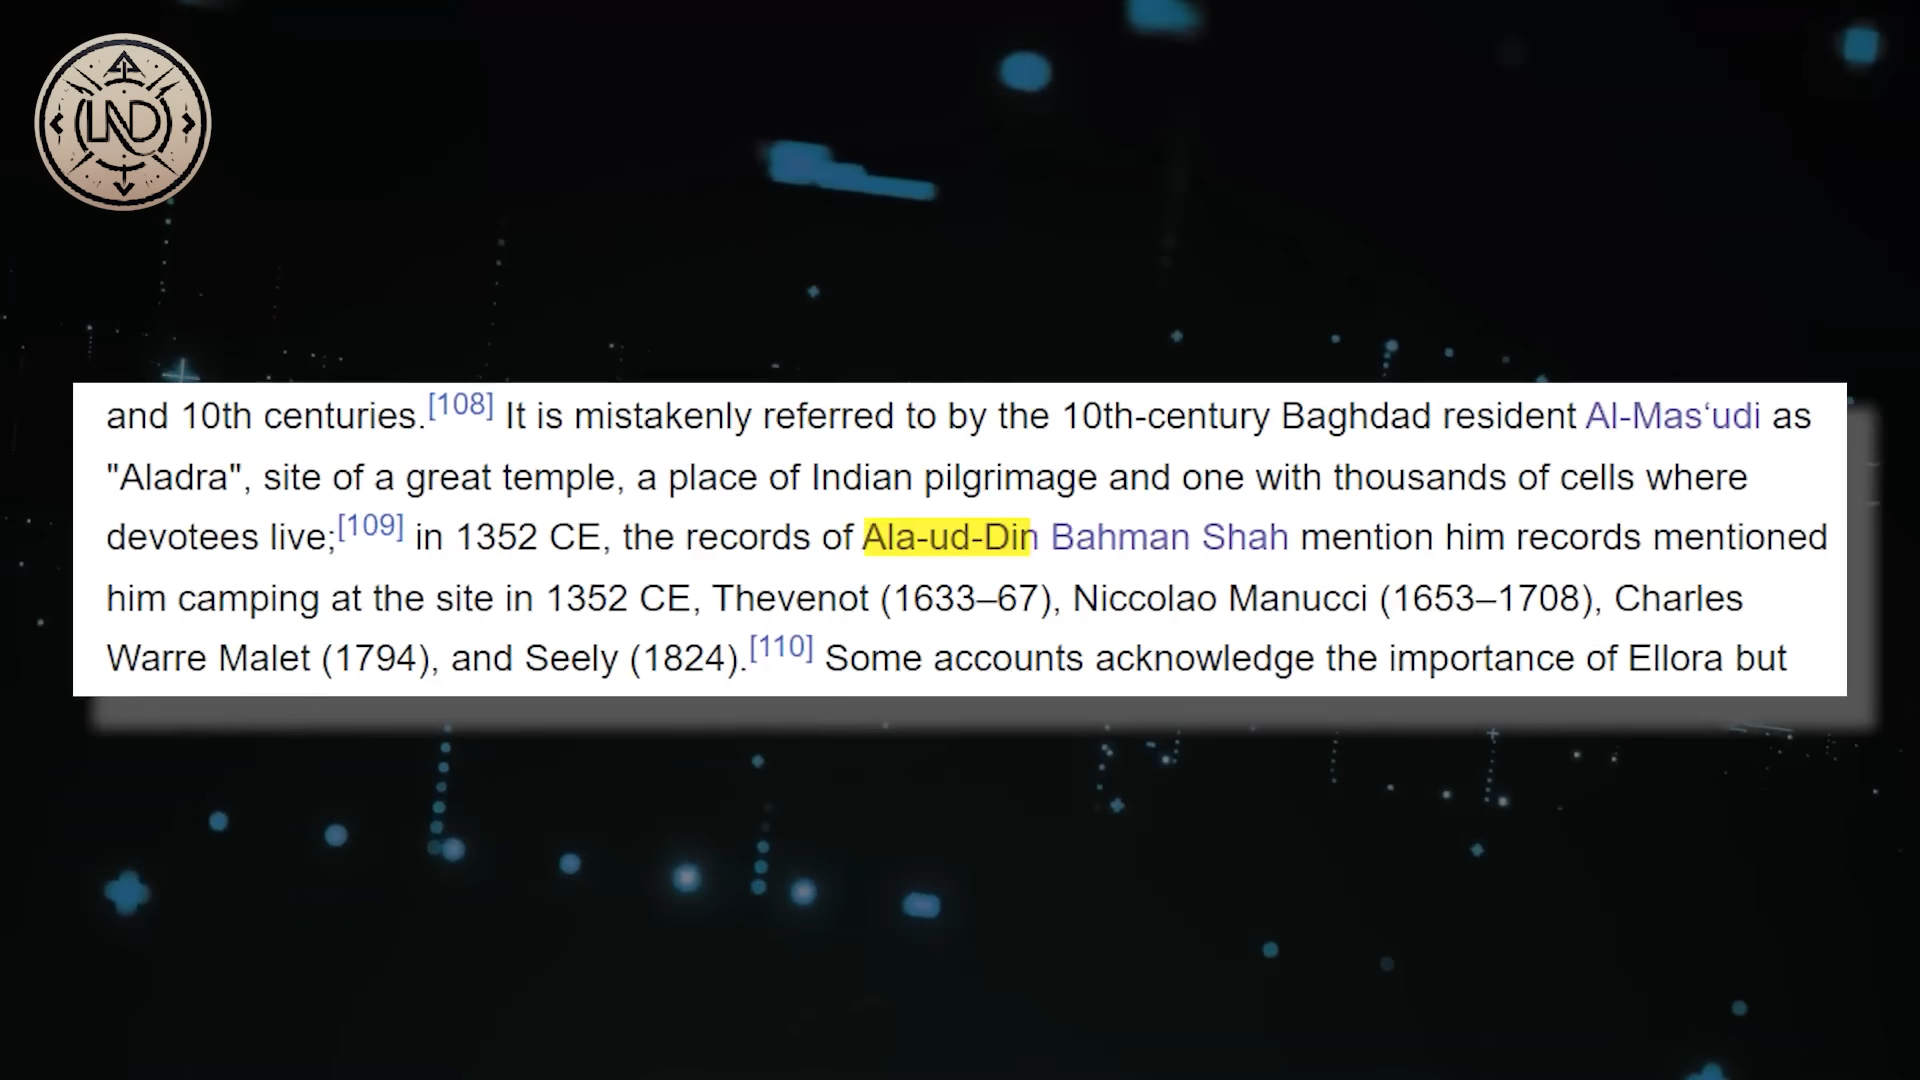 LND
and 10th centuries.[108] It is mistakenly referred to by the 10th-century Baghdad resident Al-Mas‘udi as
"Aladra", site of a great temple, a place of Indian pilgrimage and one with thousands of cells where
devotees live;[109] in 1352 CE, the records of Ala-ud-Din Bahman Shah mention him records mentioned
him camping at the site in 1352 CE, Thevenot (1633–67), Niccolao Manucci (1653–1708), Charles
Warre Malet (1794), and Seely (1824).[110] Some accounts acknowledge the importance of Ellora but